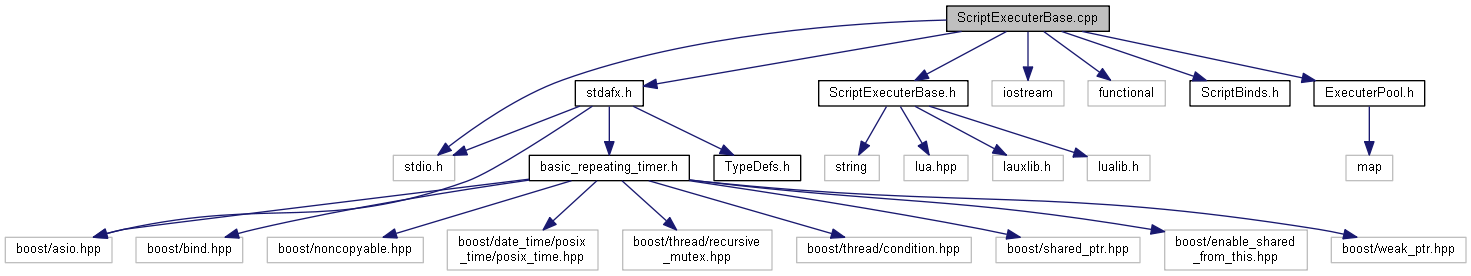 ScriptExecuterBase.cpp
stdafx.h
ScriptExecuterBase.h
iostream
functional
ScriptBinds.h
ExecuterPool.h
stdio.h
basic_repeating_timer.h
TypeDefs.h
string
lua.hpp
lauxlib.h
lualib.h
map
boost/asio.hpp
boost/bind.hpp
boost/noncopyable.hpp
boost/date_time/posix
_time/posix_time.hpp
boost/thread/recursive
_mutex.hpp
boost/thread/condition.hpp
boost/shared_ptr.hpp
boost/enable_shared
_from_this.hpp
boost/weak_ptr.hpp